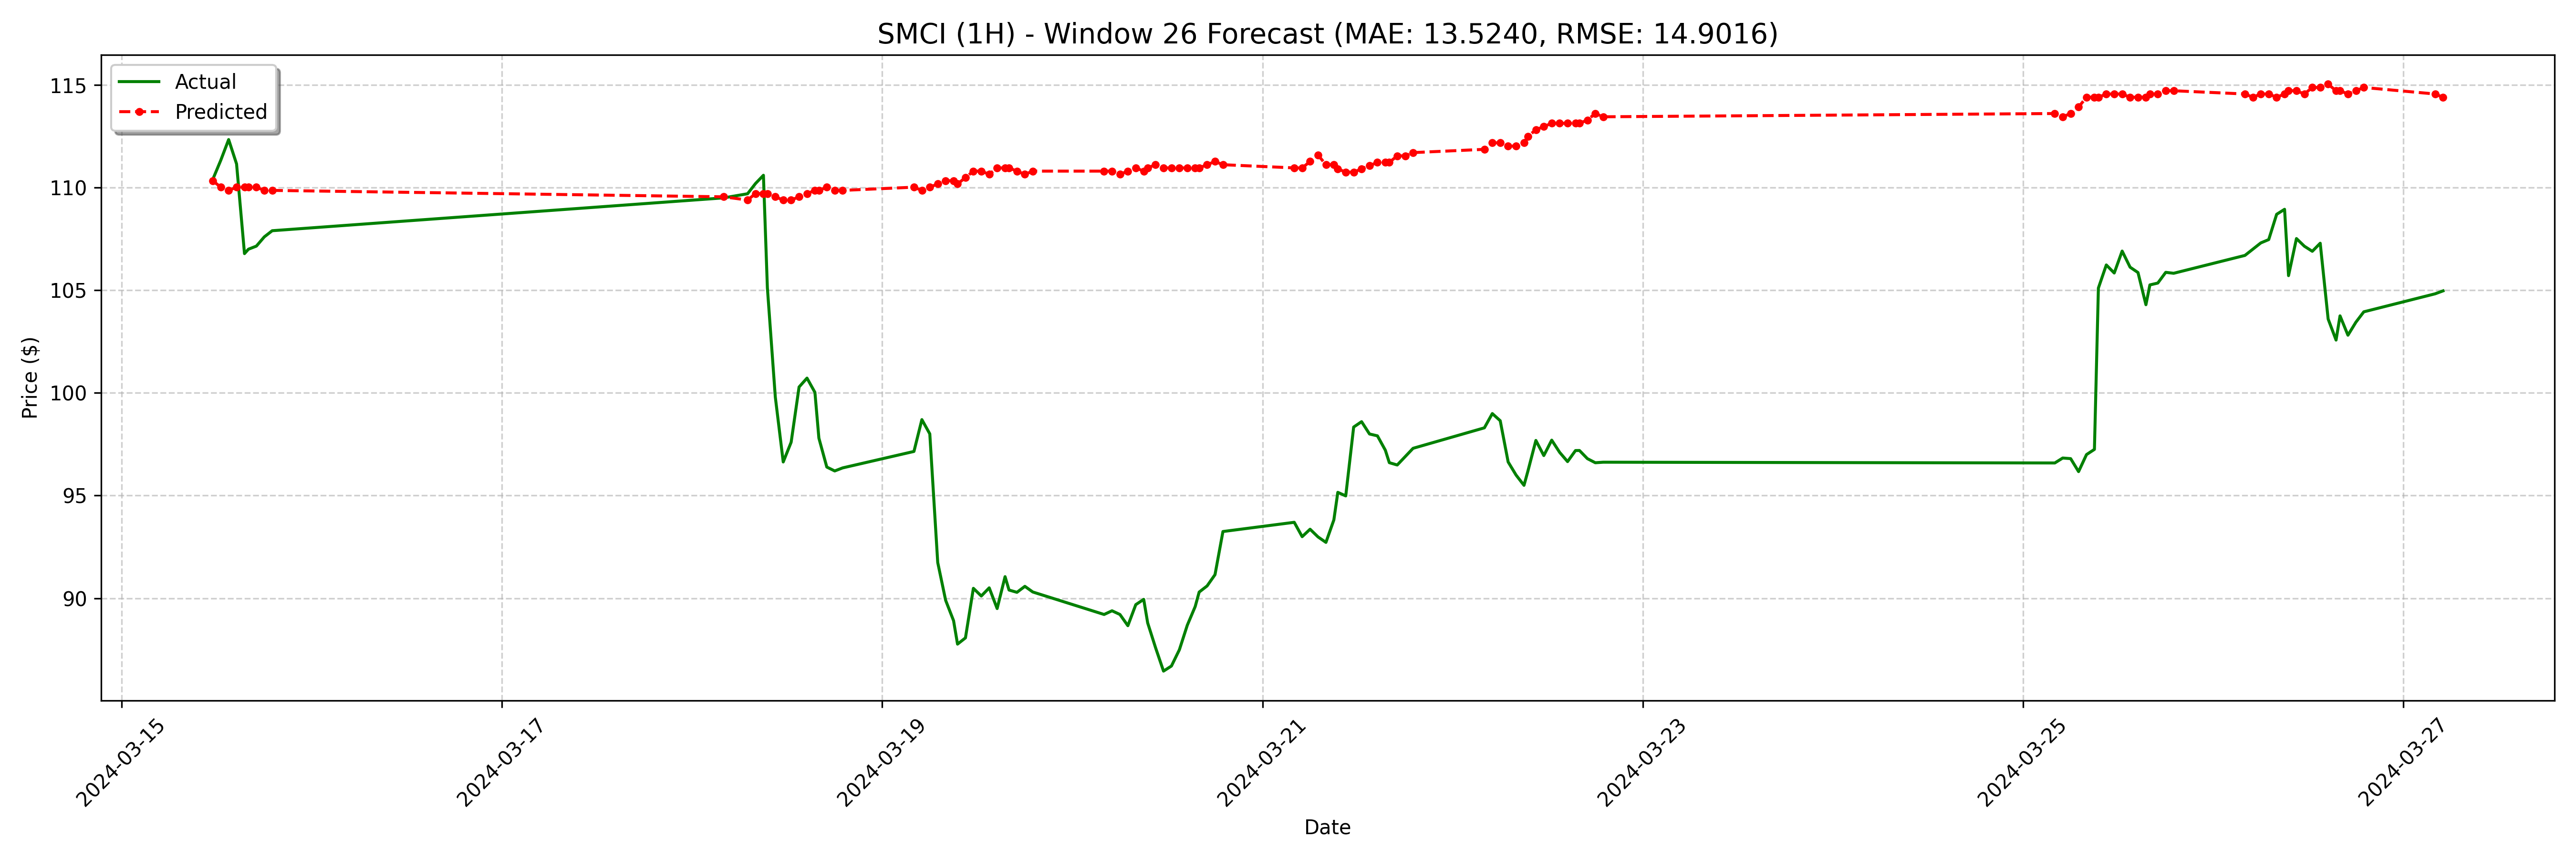 SMCI (1H) - Window 26 Forecast (MAE: 13.5240, RMSE: 14.9016)
Actual
Predicted
Price ($)
115
110
105
100
95
90
2024-03-15
2024-03-17
2024-03-19
2024-03-21
2024-03-23
2024-03-25
2024-03-27
Date